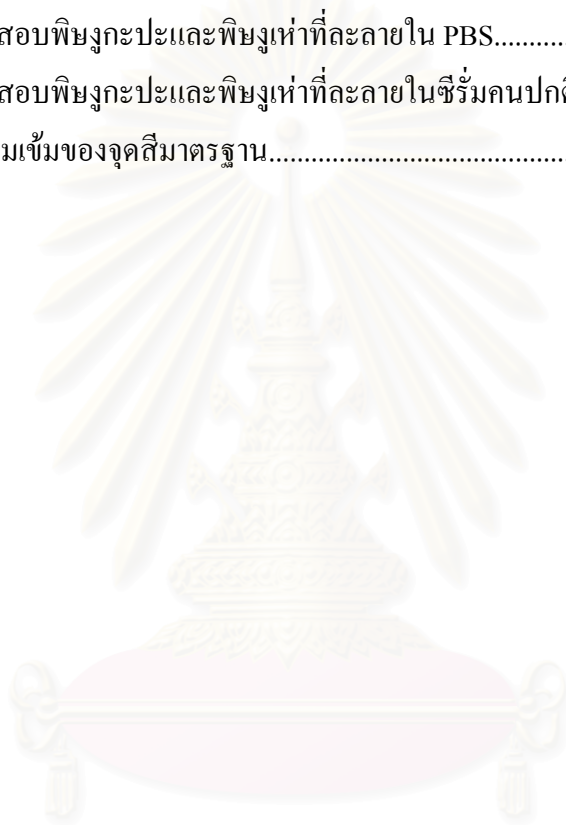 สอบพิษงูกะปะและพิษงูเห่าที่ละลายใน PBS...........
สอบพิษงูกะปะและพิษงูเห่าที่ละลายในซีรั่มคนปกติ
มเข้มของจุดสีมาตรฐาน..........................................